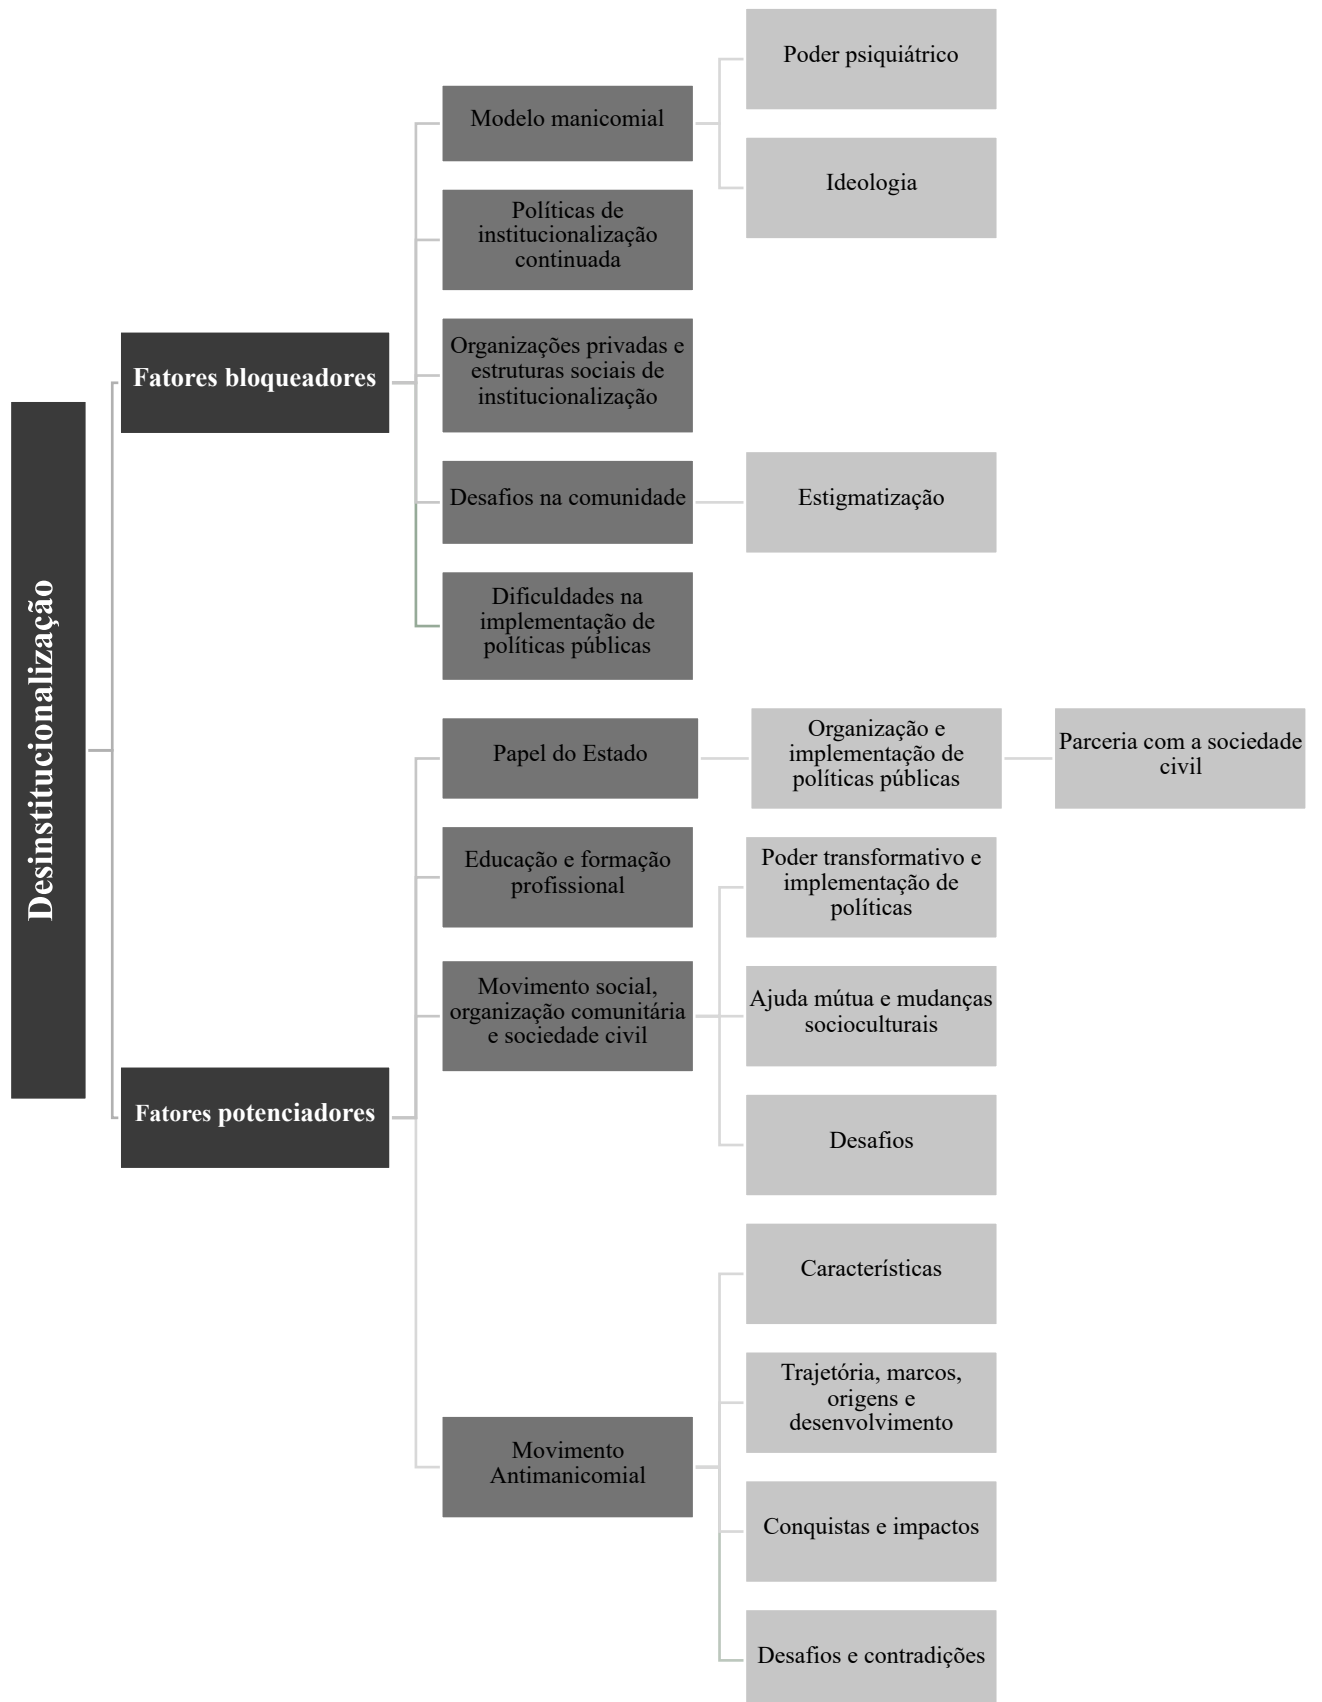 Desinstitucionalização
Fatores bloqueadores
Modelo manicomial
Poder psiquiátrico
Ideologia
Políticas de
institucionalização
continuada
Organizações privadas e
estruturas sociais de
institucionalização
Desafios na comunidade
Estigmatização
Dificuldades na
implementação de
políticas públicas
Fatores potenciadores
Papel do Estado
Organização e
implementação de
políticas públicas
Parceria com a sociedade
civil
Educação e formação
profissional
Movimento social,
organização comunitária
e sociedade civil
Poder transformativo e
implementação de
políticas
Ajuda mútua e mudanças
socioculturais
Desafios
Movimento
Antimanicomial
Características
Trajetória, marcos,
origens e
desenvolvimento
Conquistas e impactos
Desafios e contradições